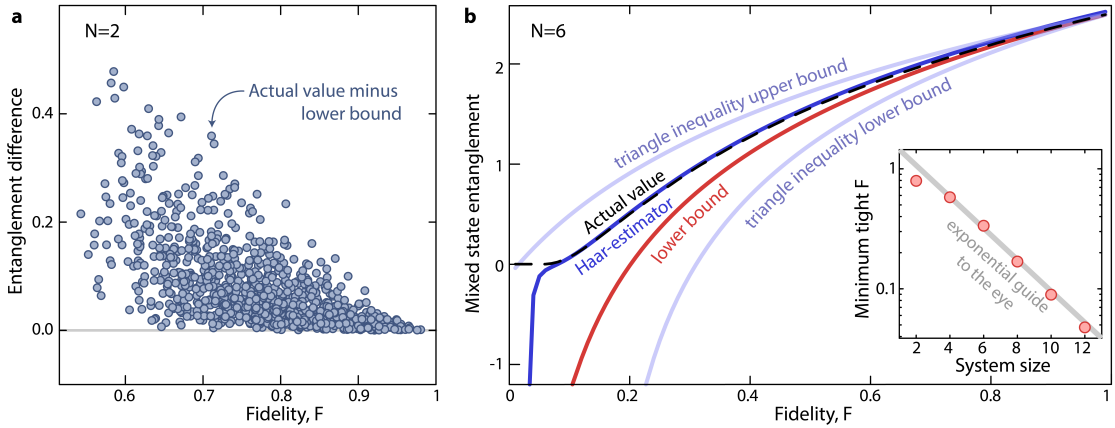 a
N=2
Actual value minus
lower bound
Entanglement difference
0.4
0.2
0.0
0.6
0.7
0.8
0.9
1
Fidelity, F
b
N=6
Mixed state entanglement
2
1
0
-1
triangle inequality upper bound
Actual value
Haar-estimator
lower bound
triangle inequality lower bound
0
0.2
0.4
0.6
0.8
1
Fidelity, F
Minimum tight F
1
0.1
exponential guide
to the eye
2
4
6
8
10
12
System size